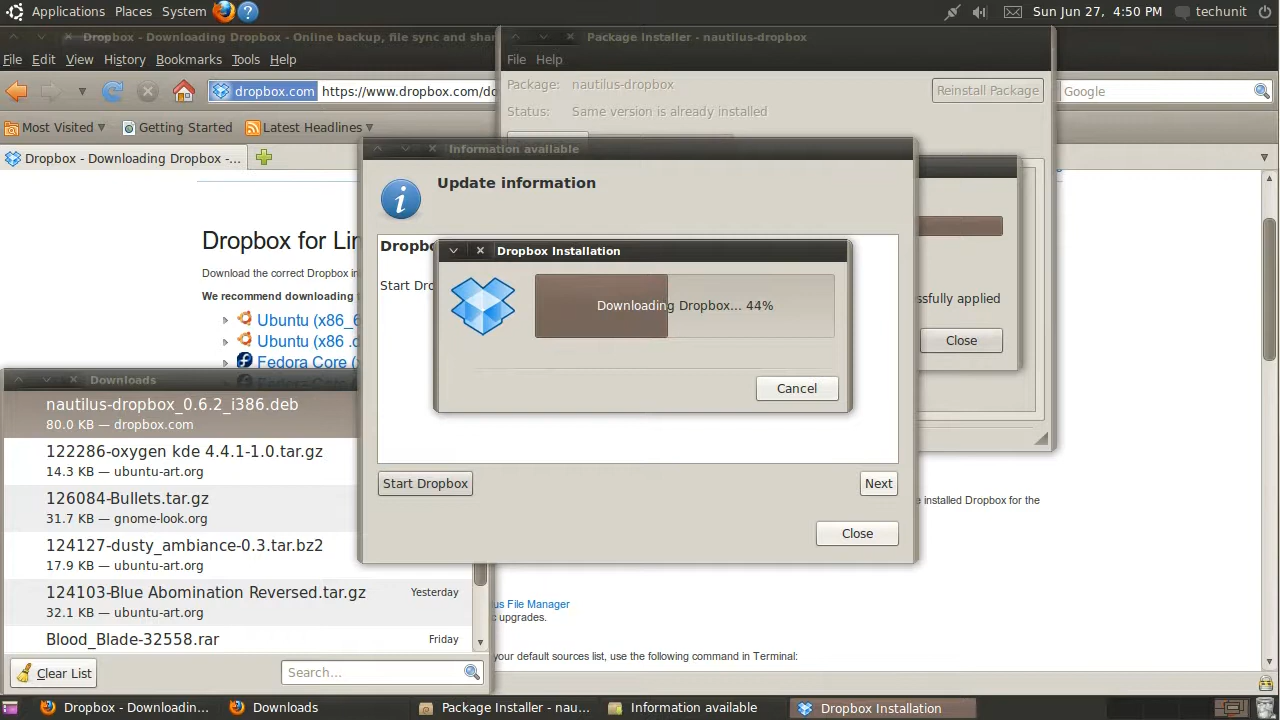 Applications Places System
Sun Jun 27, 4:50 PM techunit
Dropbox - Downloading Dropbox - Online backup, file sync and
Package Installer - nautilus-dropbox
File Edit View History Bookmarks Tools Help
File Help
dropbox.com https://www.dropbox.com/
Google
Package: nautilus-dropbox
Reinstall Package
Status: Same version is already installed
Most Visited Getting Started Latest Headlines
Dropbox - Downloading Dropbox -...
Information available
Update information
Dropbox for
Download the correct Dropbox
We recommend downloading
Ubuntu (x86_
Ubuntu (x86
Fedora Core
Start
Dropbox Installation
Downloading Dropbox... 44%
Cancel
applied
Close
Start Dropbox
Next
Close
Downloads
nautilus-dropbox_0.6.2_i386.deb
80.0 KB — dropbox.com
122286-oxygen kde 4.4.1-1.0.tar.gz
14.3 KB — ubuntu-art.org
126084-Bullets.tar.gz
31.7 KB — gnome-look.org
124127-dusty_ambiance-0.3.tar.bz2
17.9 KB — ubuntu-art.org
124103-Blue Abomination Reversed.tar.gz Yesterday
32.1 KB — ubuntu-art.org
Blood_Blade-32558.rar Friday
Clear List
Search...
installed Dropbox for the
File Manager
upgrades.
your default sources list, use the following command in Terminal:
Dropbox - Downloadin...
Downloads
Package Installer - nau...
Information available
Dropbox Installation